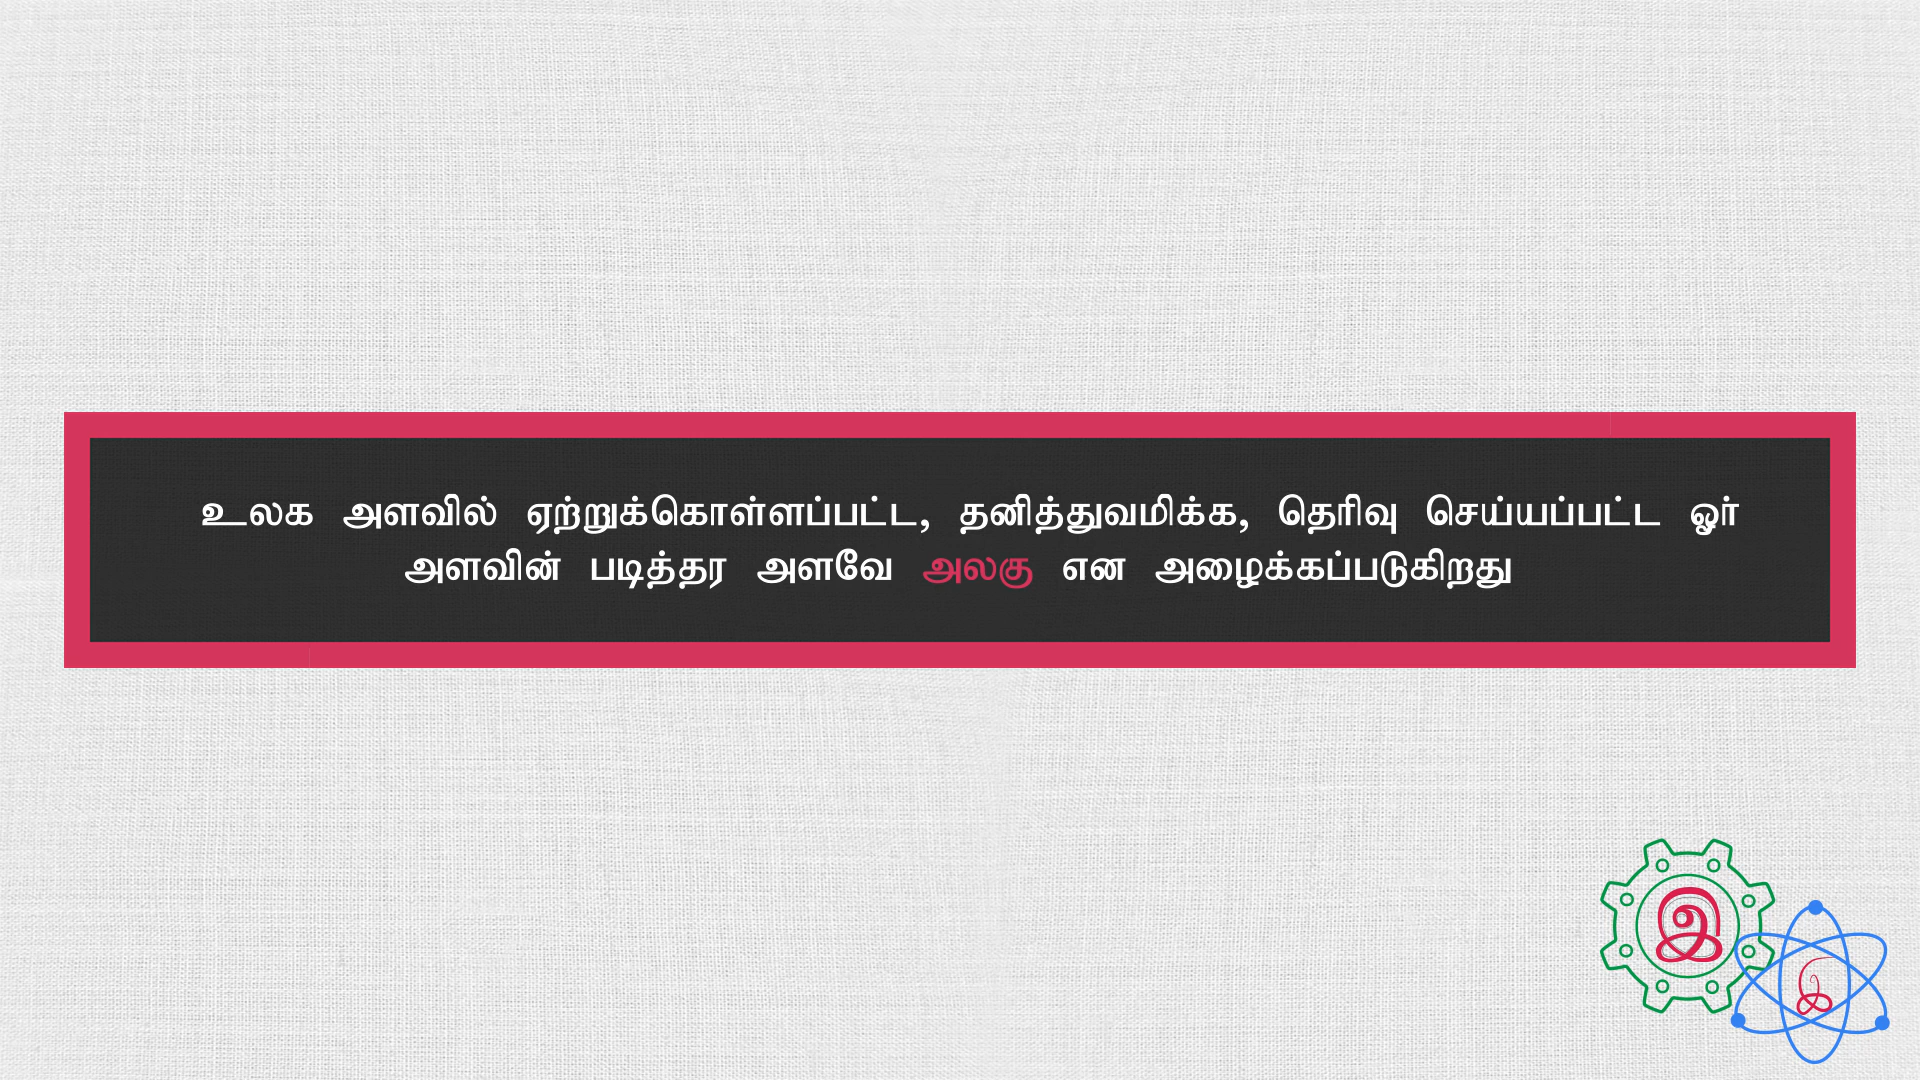 உலக அளவில் ஏற்றுக்கொள்ளப்பட்ட, தனித்துவமிக்க, தெரிவு செய்யப்பட்ட ஓர்
அளவின் படித்தர அளவே அலகு என அழைக்கப்படுகிறது
இ
இ